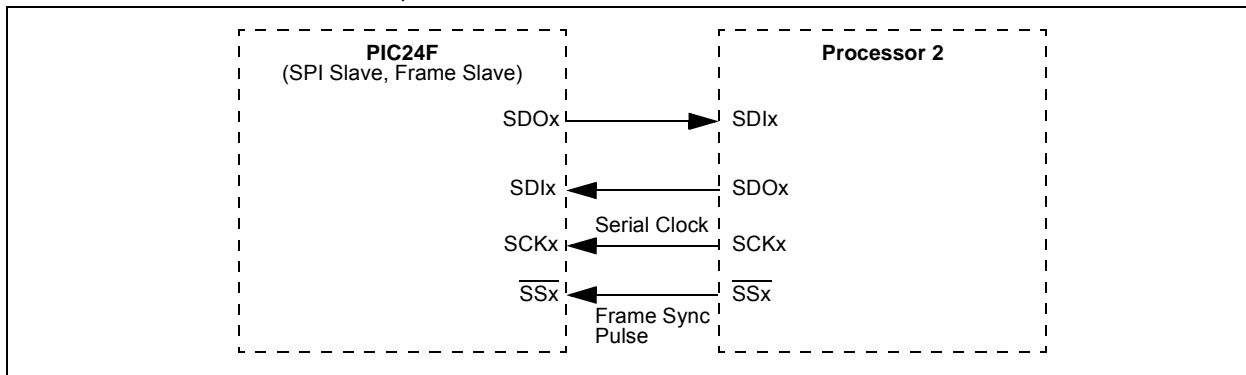 PIC24F
(SPI Slave, Frame Slave)
Processor 2
SDOx
SDIx
SDIx
SDOx
Serial Clock
SCKx
SCKx
SSx
SSx
Frame Sync
Pulse